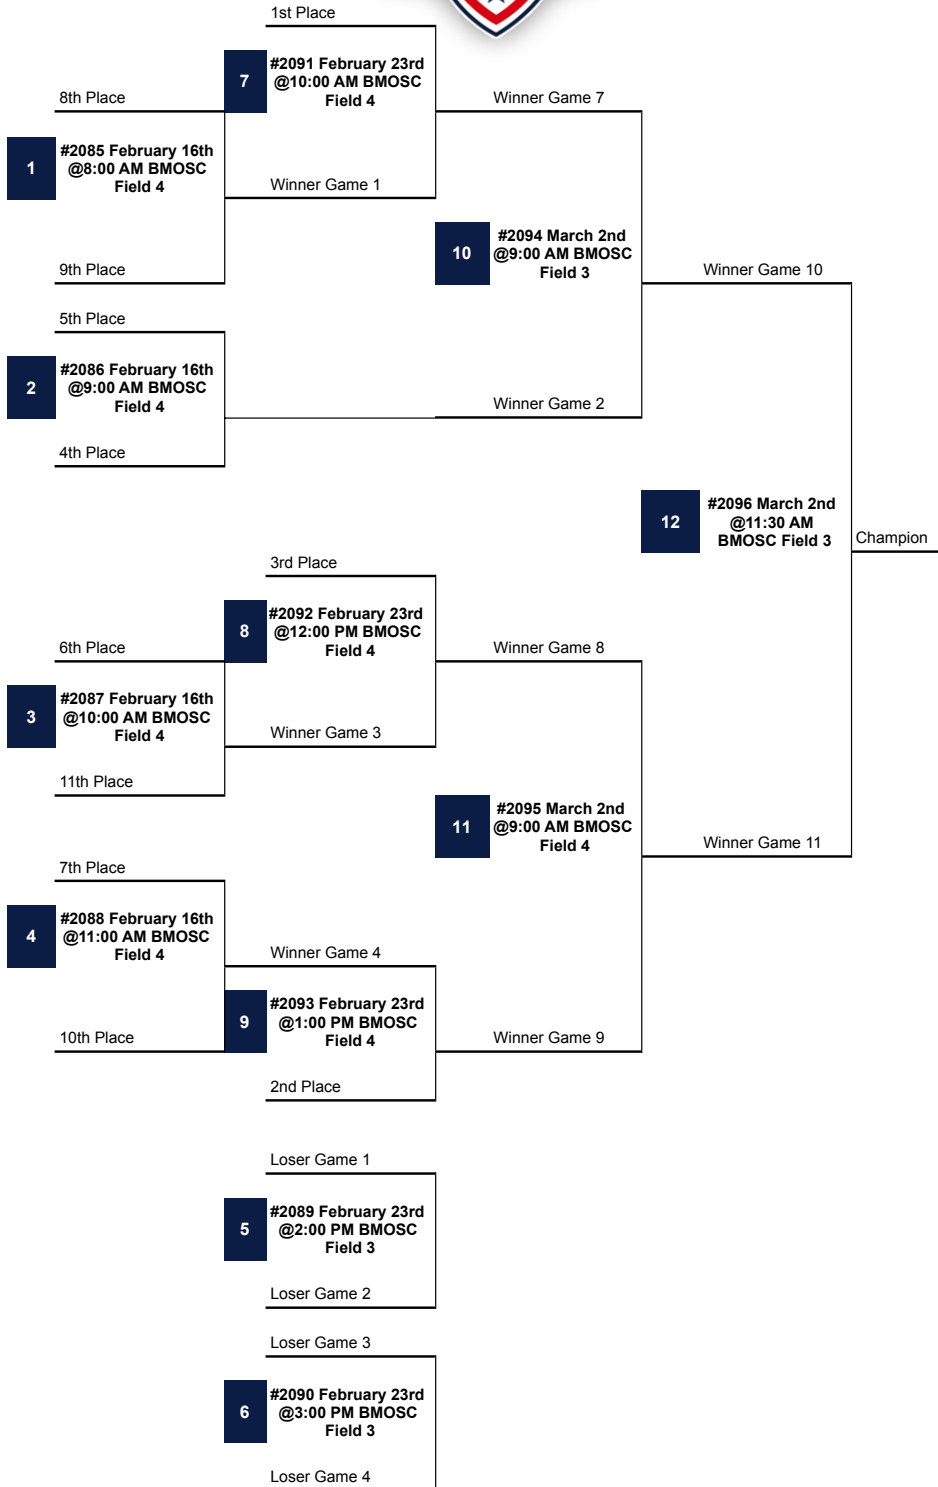 1st Place
7
#2091 February 23rd
@10:00 AM BMOSC
Field 4
8th Place
Winner Game 7
1
#2085 February 16th
@8:00 AM BMOSC
Field 4
Winner Game 1
10
#2094 March 2nd
@9:00 AM BMOSC
Field 3
9th Place
Winner Game 10
5th Place
2
#2086 February 16th
@9:00 AM BMOSC
Field 4
Winner Game 2
4th Place
12
#2096 March 2nd
@11:30 AM
BMOSC Field 3
Champion
3rd Place
8
#2092 February 23rd
@12:00 PM BMOSC
Field 4
6th Place
Winner Game 8
3
#2087 February 16th
@10:00 AM BMOSC
Field 4
Winner Game 3
11th Place
11
#2095 March 2nd
@9:00 AM BMOSC
Field 4
Winner Game 11
7th Place
4
#2088 February 16th
@11:00 AM BMOSC
Field 4
Winner Game 4
9
#2093 February 23rd
@1:00 PM BMOSC
Field 4
10th Place
Winner Game 9
2nd Place
Loser Game 1
5
#2089 February 23rd
@2:00 PM BMOSC
Field 3
Loser Game 2
Loser Game 3
6
#2090 February 23rd
@3:00 PM BMOSC
Field 3
Loser Game 4